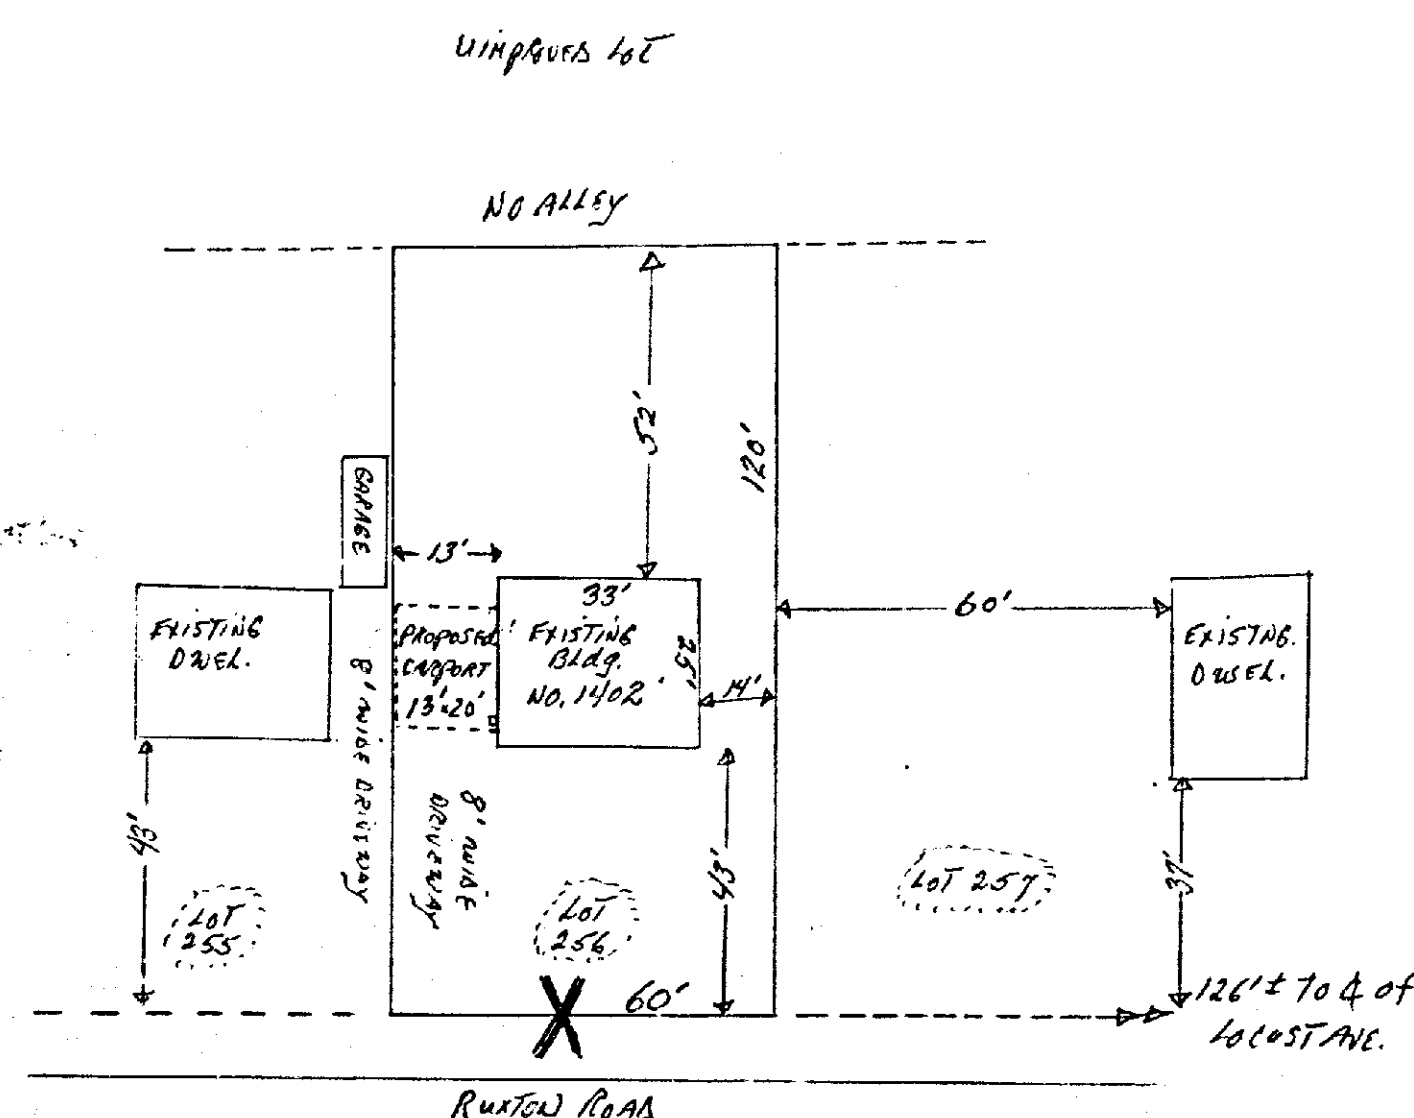 UIMPROVED LOT
NO ALLEY
52'
120'
GARAGE
13'
33'
60'
EXISTING
DWEL.
PROPOSED
CARPORT
13'x20'
EXISTING
BLDG.
NO. 1402
25'
14'
EXISTNG.
DWEL.
8' WIDE DRIVEWAY
8' WIDE
DRIVEWAY
43'
43'
37'
LOT
255
LOT
256
LOT 257
60'
126'± TO ℄ OF
LOCUST AVE.
RUXTON ROAD